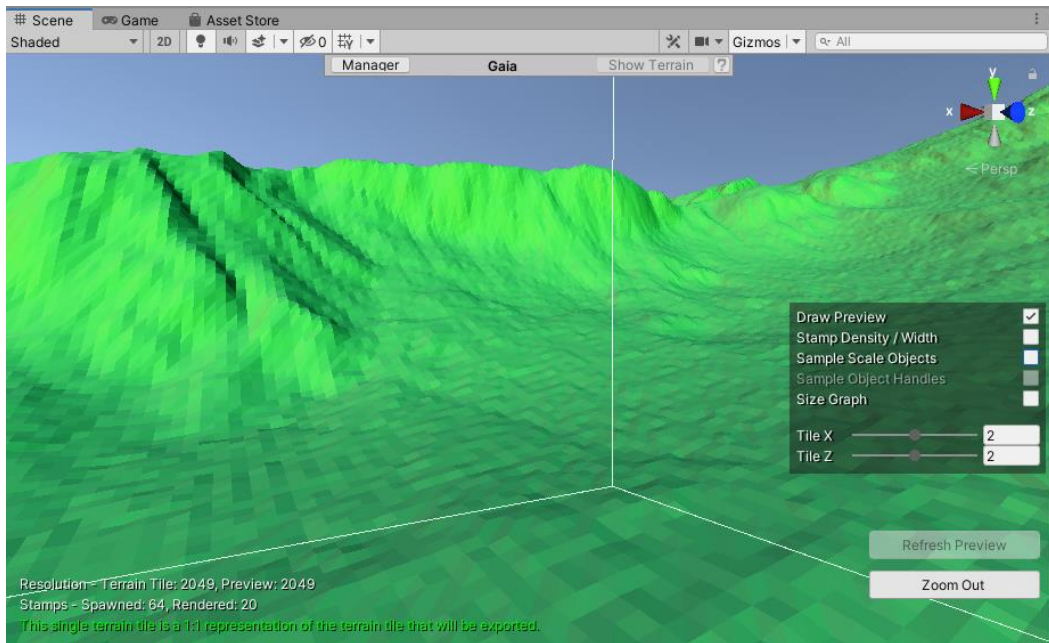 Scene Game Asset Store
Shaded 2D 0 Gizmos All
Manager Gaia Show Terrain ?
y
x z
Persp
Draw Preview
Stamp Density / Width
Sample Scale Objects
Sample Object Handles
Size Graph
Tile X 2
Tile Z 2
Refresh Preview
Zoom Out
Resolution - Terrain Tile: 2049, Preview: 2049
Stamps - Spawned: 64, Rendered: 20
This single terrain tile is a 1:1 representation of the terrain tile that will be exported.